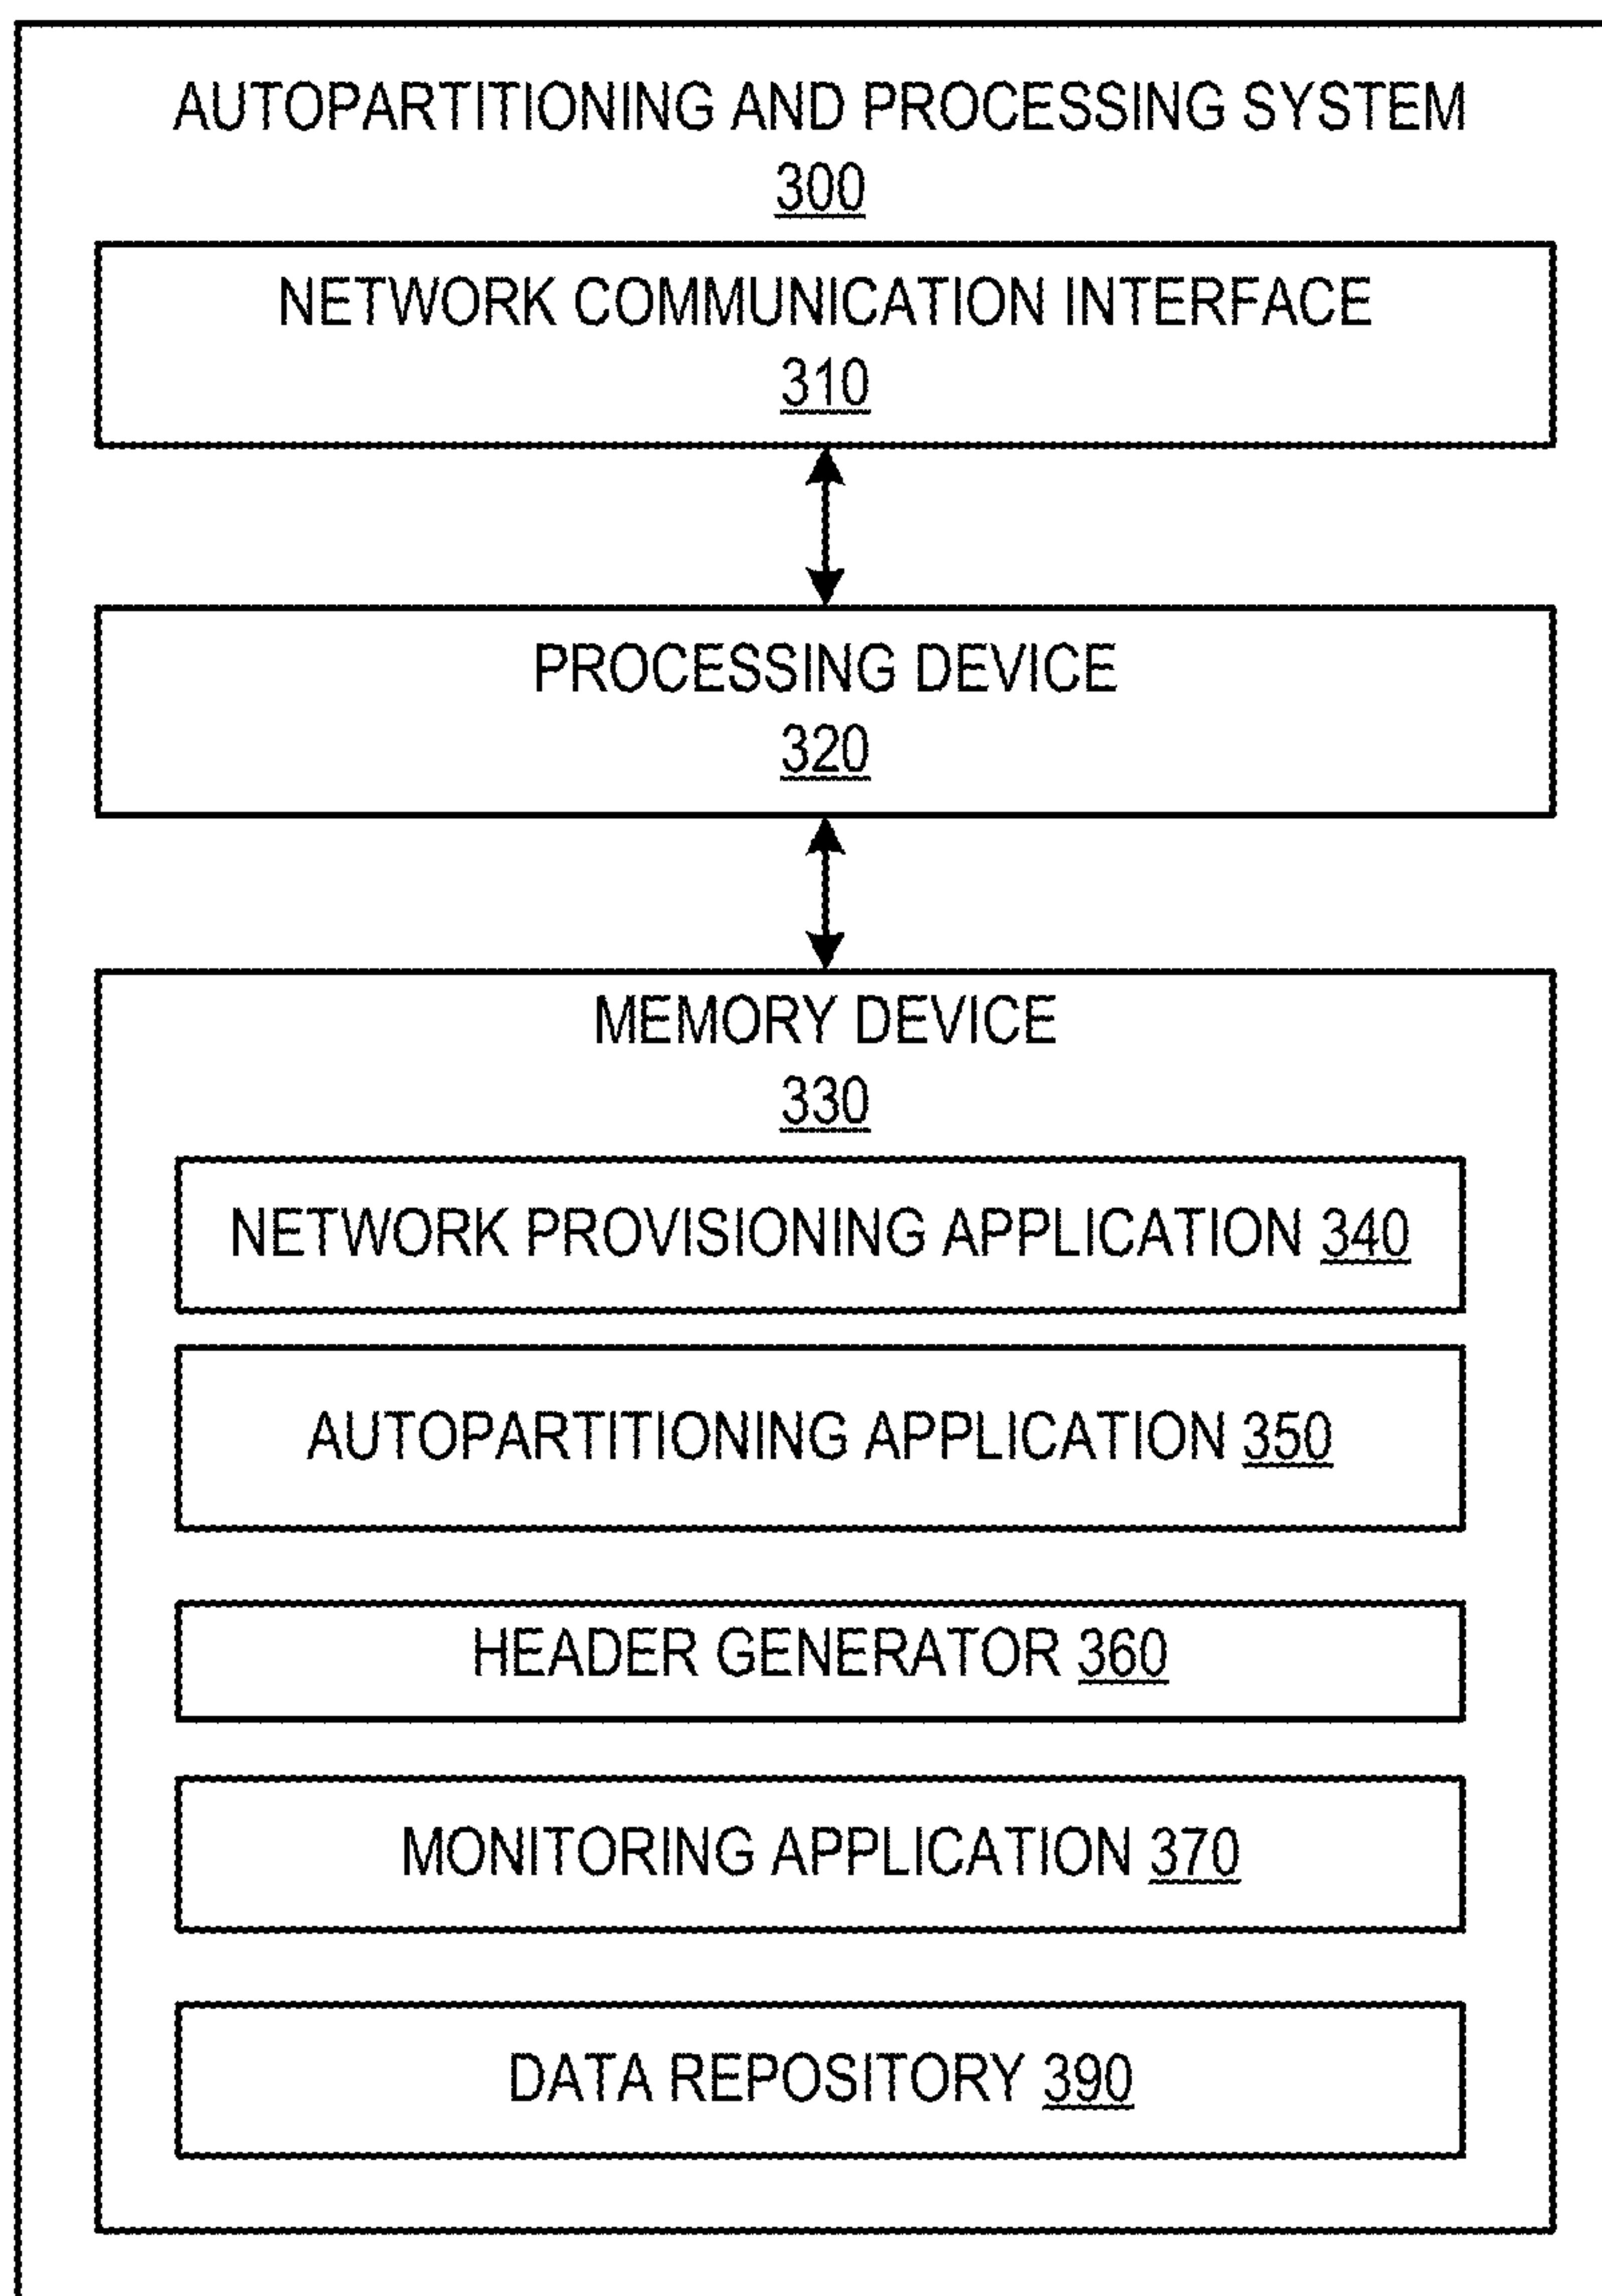 AUTOPARTITIONING AND PROCESSING SYSTEM
300
NETWORK COMMUNICATION INTERFACE
310
PROCESSING DEVICE
320
MEMORY DEVICE
330
NETWORK PROVISIONING APPLICATION 340
AUTOPARTITIONING APPLICATION 350
HEADER GENERATOR 360
MONITORING APPLICATION 370
DATA REPOSITORY 390